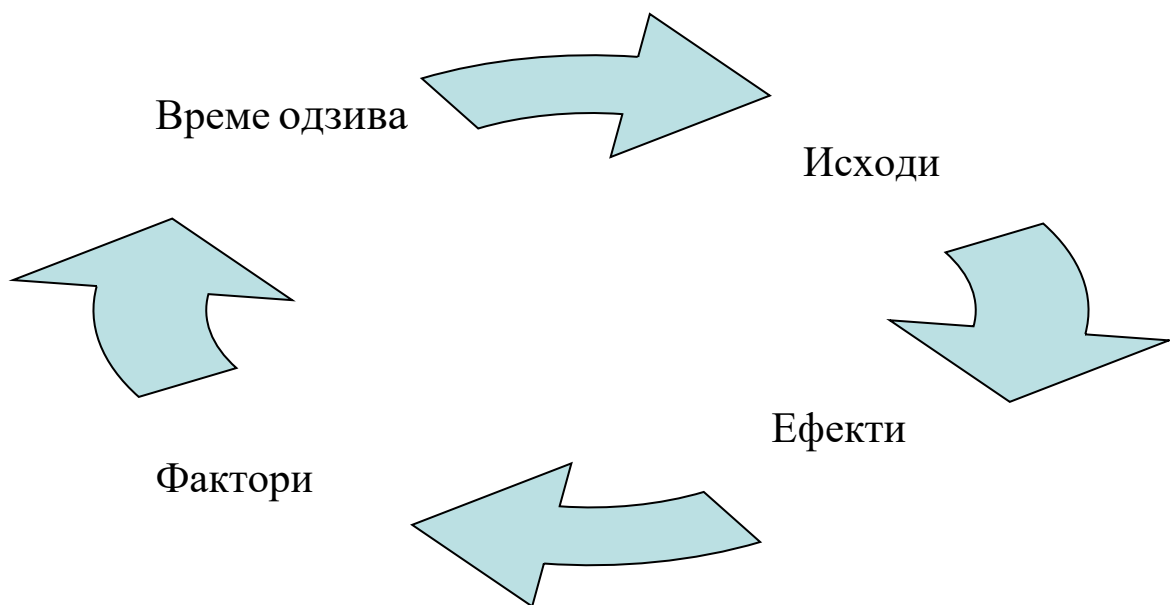 Време одзива
Исходи
Ефекти
Фактори